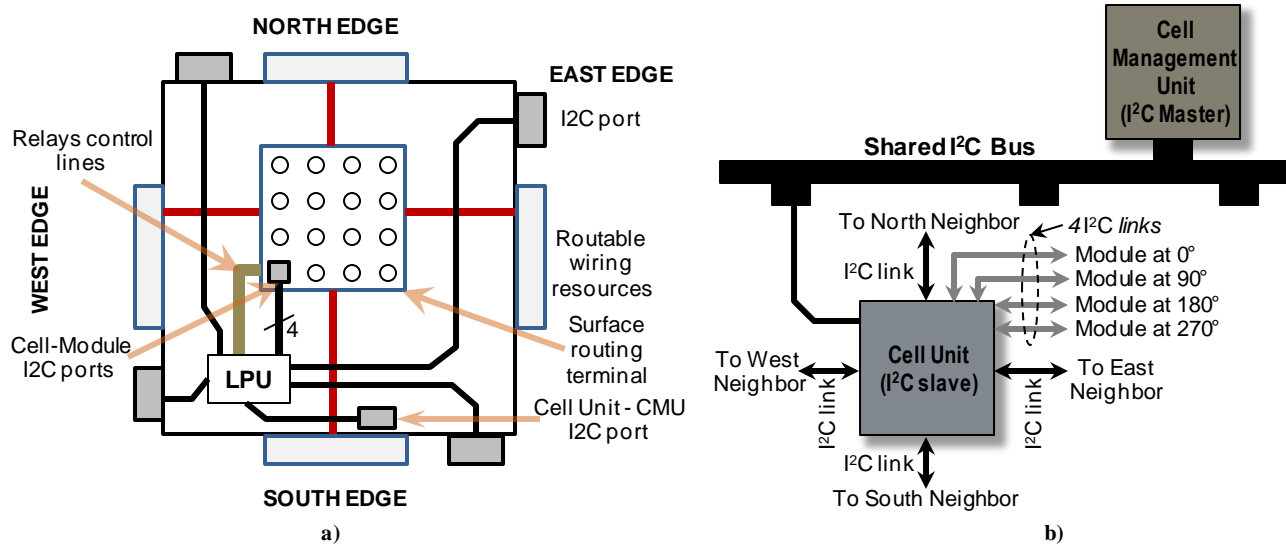 NORTH EDGE
EAST EDGE
I2C port
Relays control
lines
WEST EDGE
Routable
wiring
resources
Surface
routing
terminal
Cell-Module
I2C ports
4
LPU
Cell Unit - CMU
I2C port
SOUTH EDGE
a)
Cell
Management
Unit
(I²C Master)
Shared I²C Bus
To North Neighbor
4 I²C links
I²C link
Module at 0°
Module at 90°
Module at 180°
Module at 270°
Cell Unit
(I²C slave)
To West
Neighbor
I²C link
To East
Neighbor
I²C link
I²C link
To South Neighbor
b)